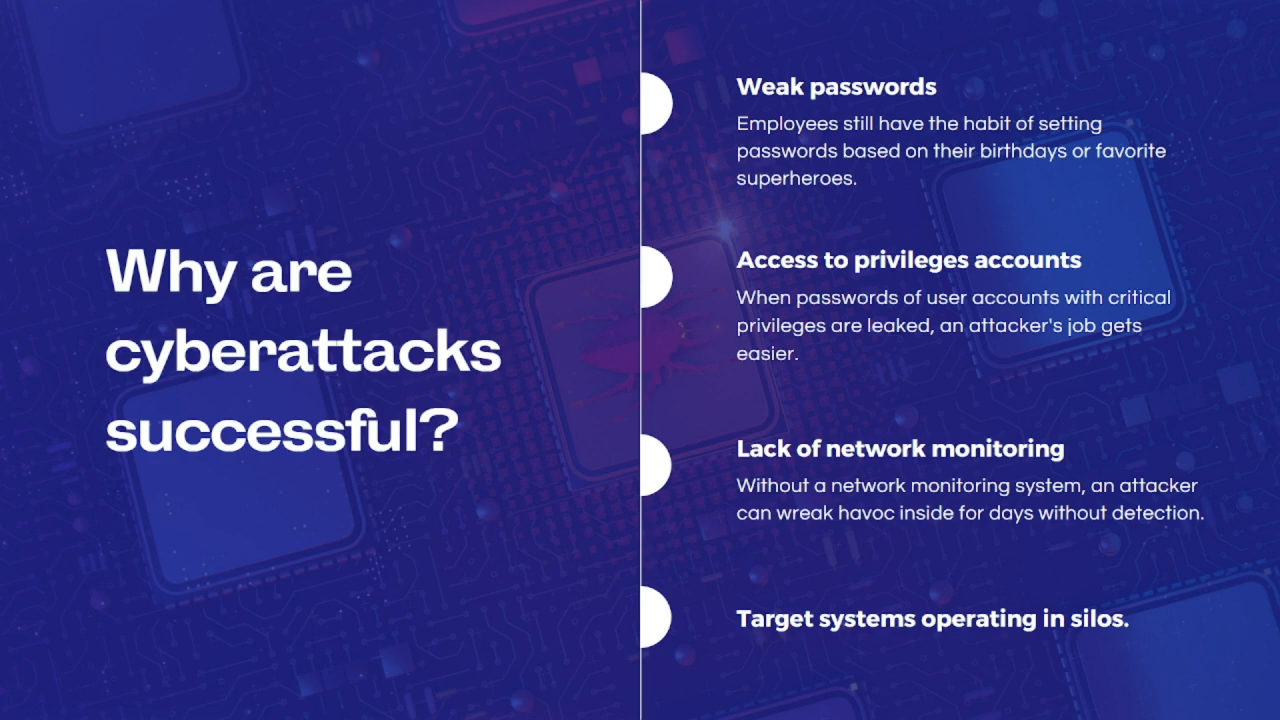 Why are
cyberattacks
successful?
Weak passwords
Employees still have the habit of setting
passwords based on their birthdays or favorite
superheroes.
Access to privileges accounts
When passwords of user accounts with critical
privileges are leaked, an attacker's job gets
easier.
Lack of network monitoring
Without a network monitoring system, an attacker
can wreak havoc inside for days without detection.
Target systems operating in silos.